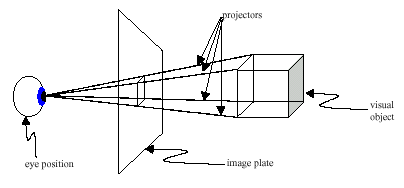 projectors
visual
object
eye position
image plate